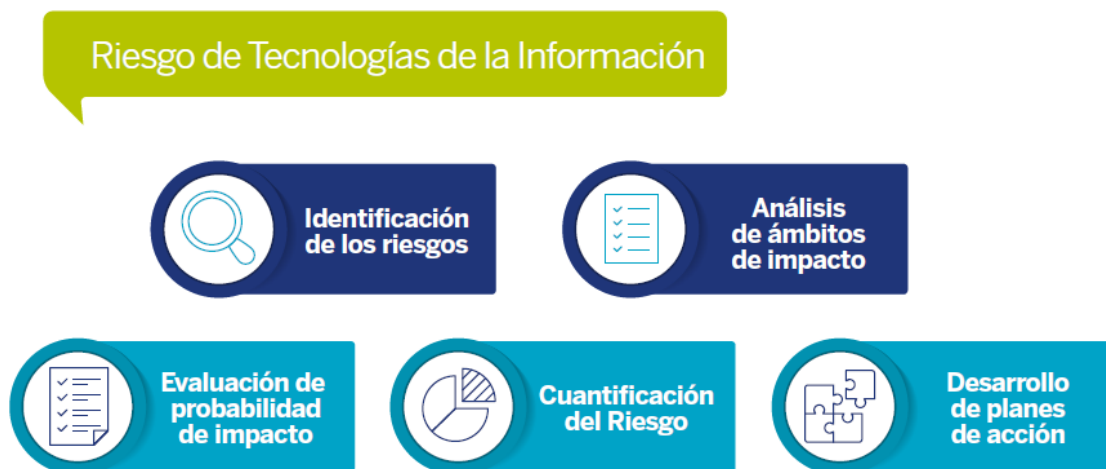 Riesgo de Tecnologías de la Información
Identificación
de los riesgos
Análisis
de ámbitos
de impacto
Evaluación de
probabilidad
de impacto
Cuantificación
del Riesgo
Desarrollo
de planes
de acción